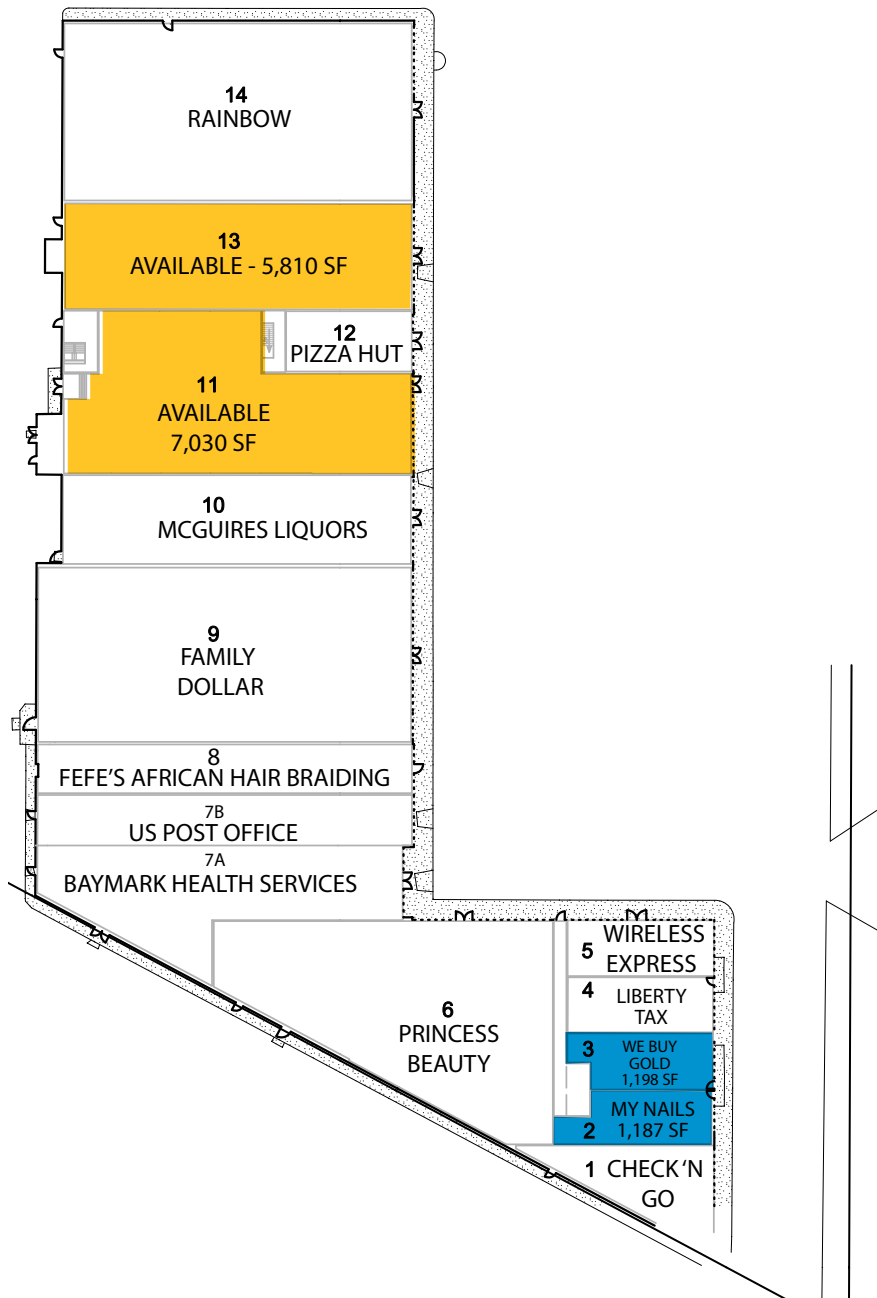 14
RAINBOW
13
AVAILABLE - 5,810 SF
12
PIZZA HUT
11
AVAILABLE
7,030 SF
10
MCGUIRES LIQUORS
9
FAMILY
DOLLAR
8
FEFE'S AFRICAN HAIR BRAIDING
7B
US POST OFFICE
7A
BAYMARK HEALTH SERVICES
5 WIRELESS
EXPRESS
4 LIBERTY
TAX
6
PRINCESS
BEAUTY
3 WE BUY
GOLD
1,198 SF
MY NAILS
2 1,187 SF
1 CHECK 'N
GO